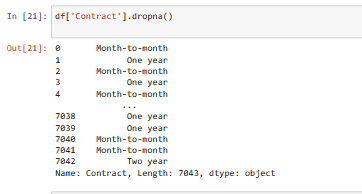 In [21]: df['Contract'].dropna()
Out[21]: 0       Month-to-month
1             One year
2       Month-to-month
3             One year
4       Month-to-month
...
7038          One year
7039          One year
7040    Month-to-month
7041    Month-to-month
7042          Two year
Name: Contract, Length: 7043, dtype: object